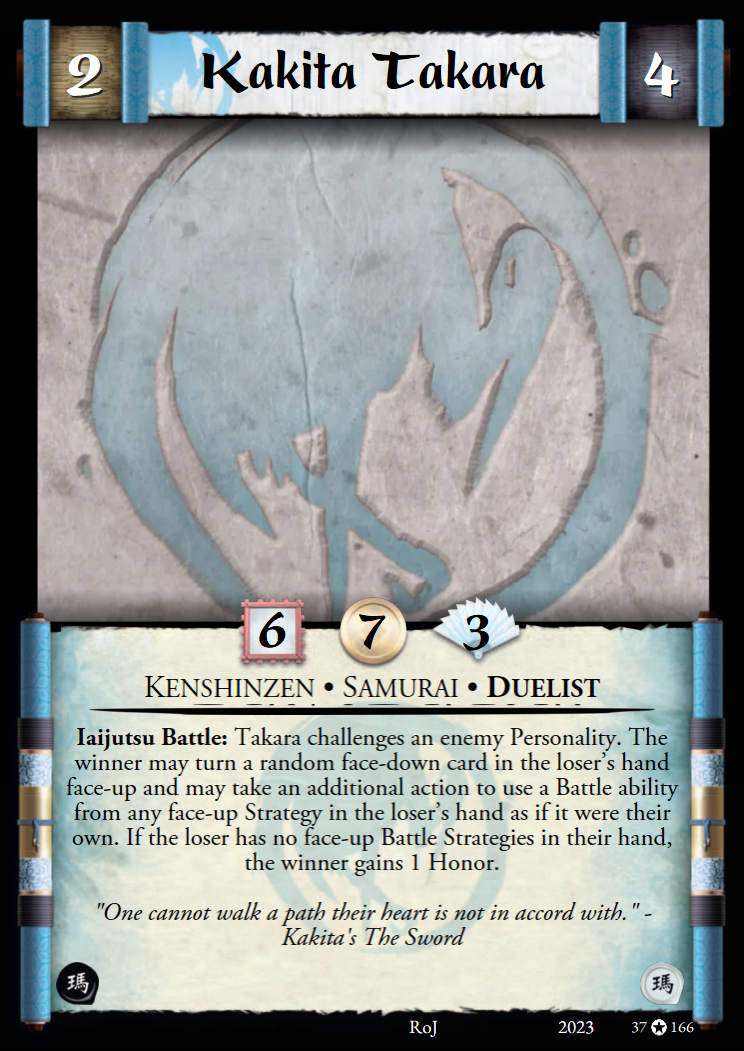 2 Kakita Takara 4
6 7 3
Kenshinzen • Samurai • Duelist
Iaijutsu Battle: Takara challenges an enemy Personality. The
winner may turn a random face-down card in the loser's hand
face-up and may take an additional action to use a Battle ability
from any face-up Strategy in the loser's hand as if it were their
own. If the loser has no face-up Battle Strategies in their hand,
the winner gains 1 Honor.
"One cannot walk a path their heart is not in accord with." -
Kakita's The Sword
瑪 瑪
RoJ 2023 37 166